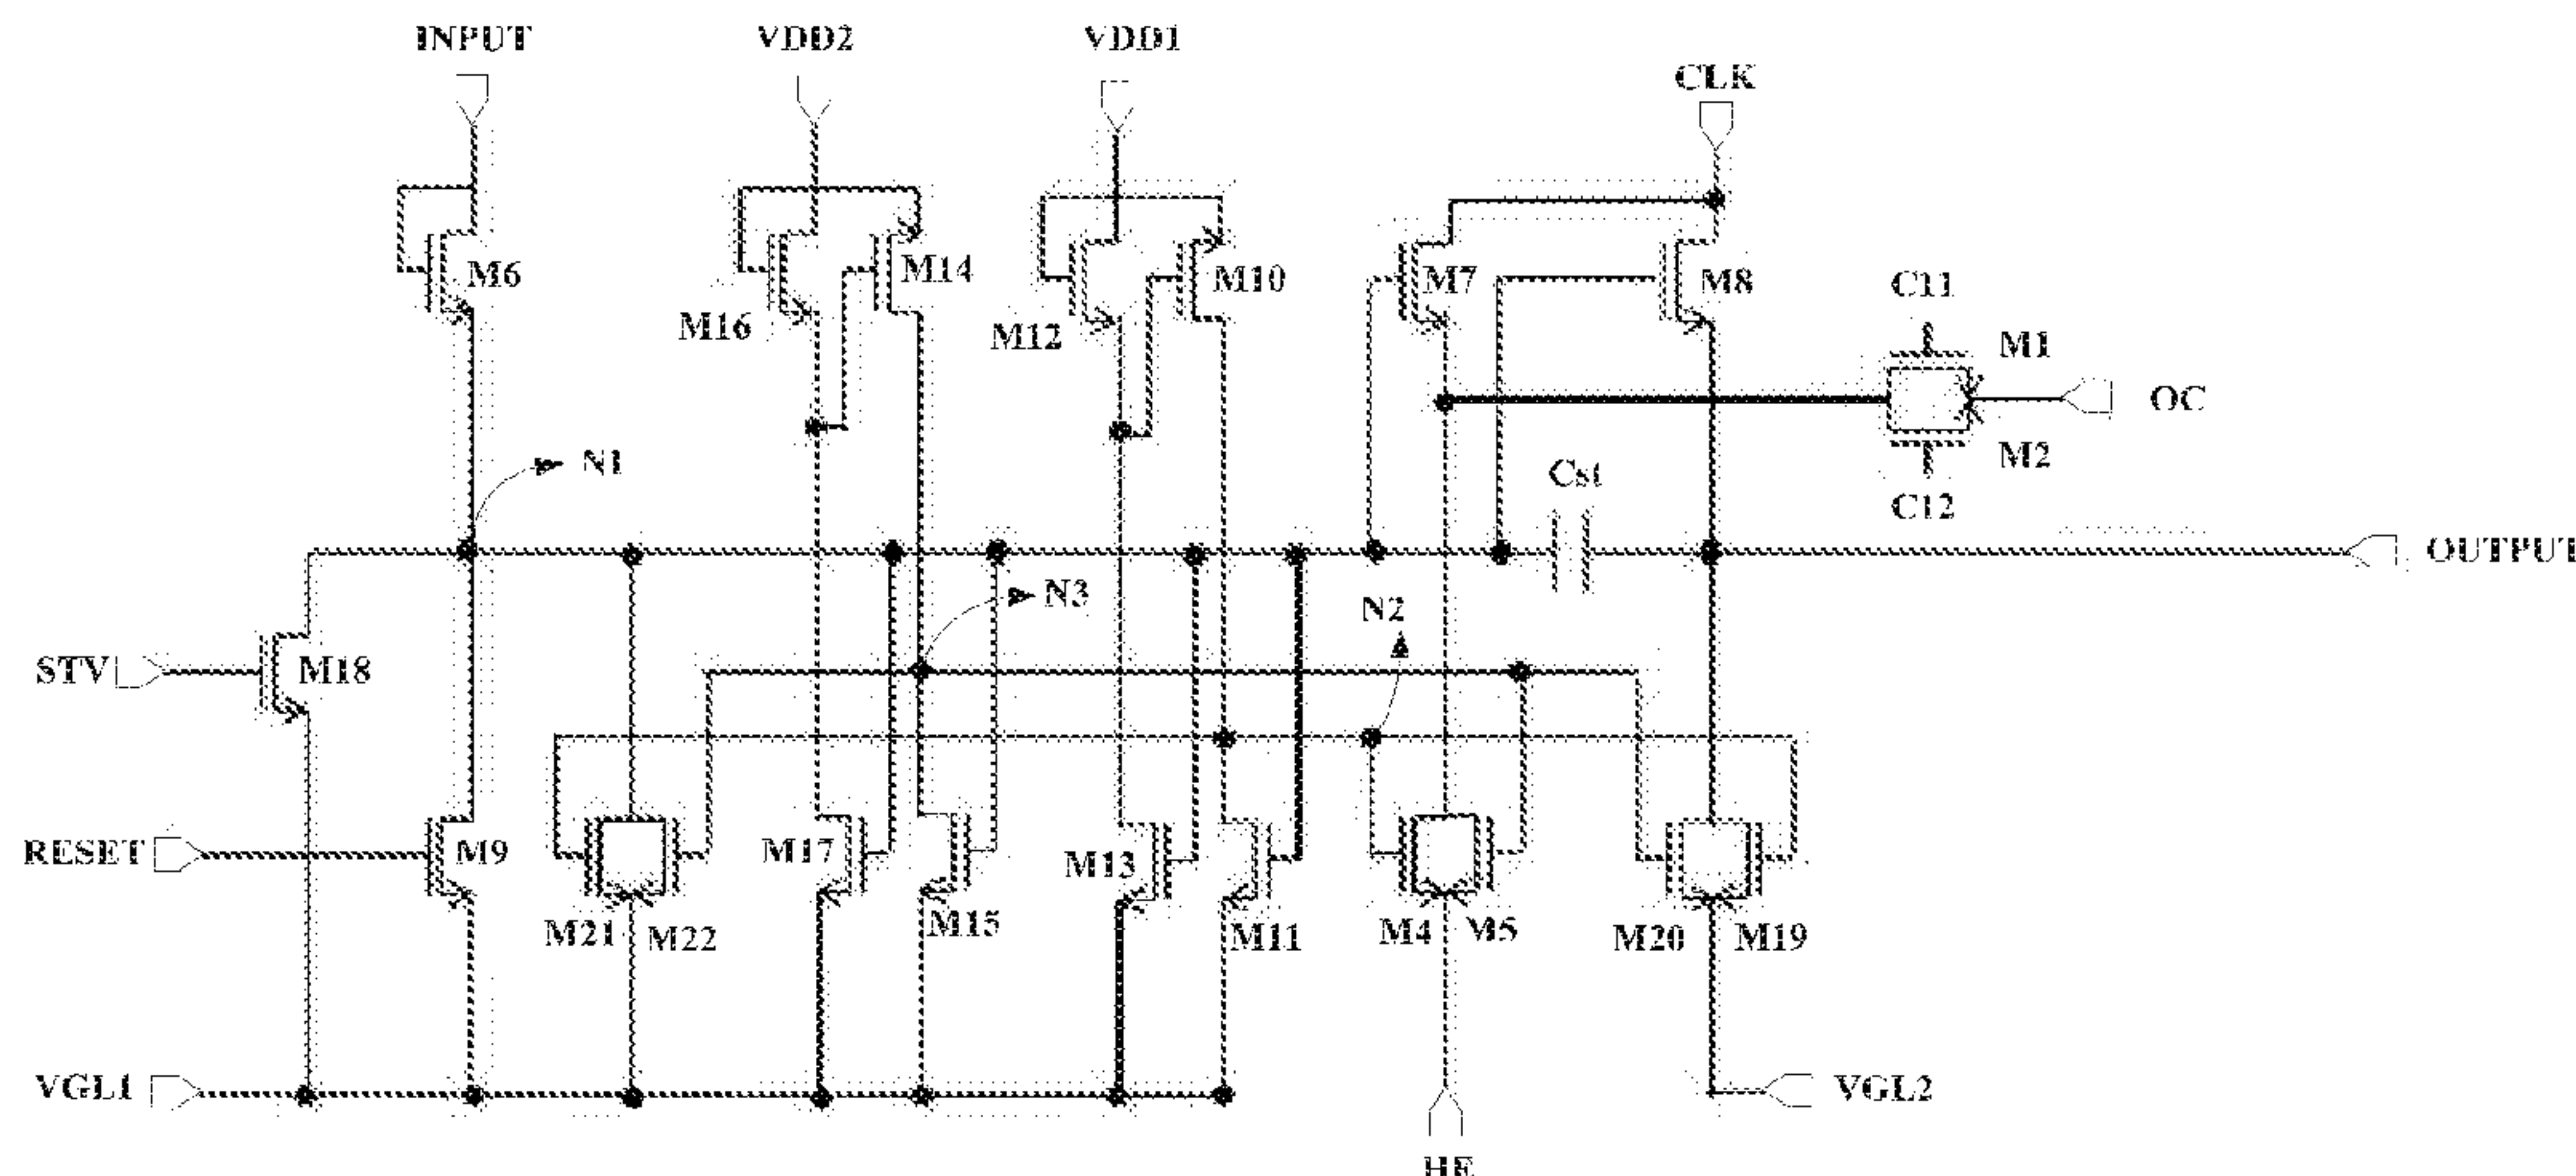 INPUT VDD2 VDD1
CLK
M6 M14 M10 M7 M8
C11
M16 M12 M1
OC
N1 Cst M2
C12
OUTPUT
N3 N2
STV M18
RESET M9 M17 M13
M21 M22 M15 M11 M4 M5 M20 M19
VGL1 VGL2